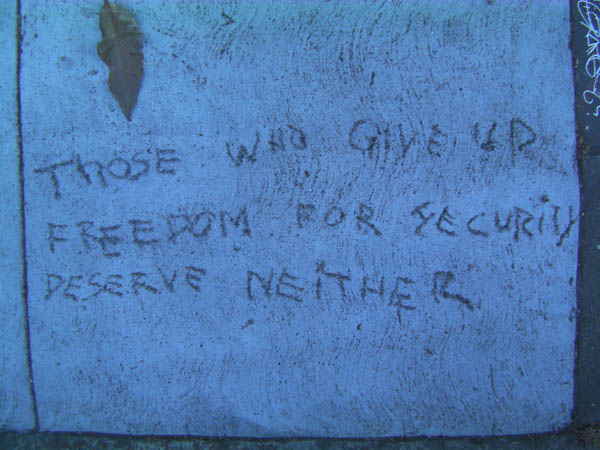 THOSE WHO GIVE UP
FREEDOM FOR SECURITY
DESERVE NEITHER